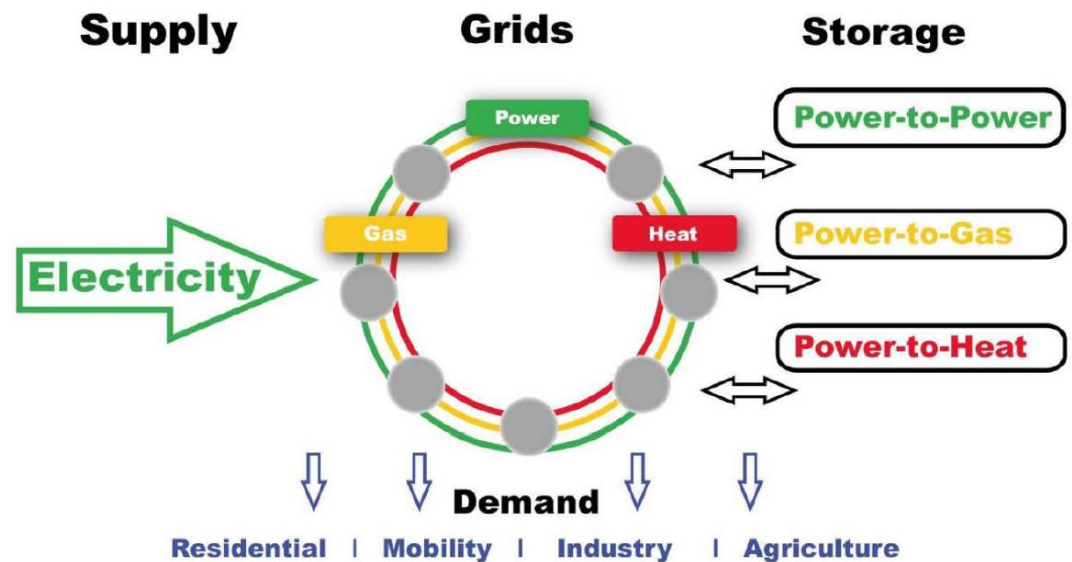 Supply Grids Storage
Power
Power-to-Power
Gas
Heat
Power-to-Gas
Electricity
Power-to-Heat
Demand
Residential | Mobility | Industry | Agriculture